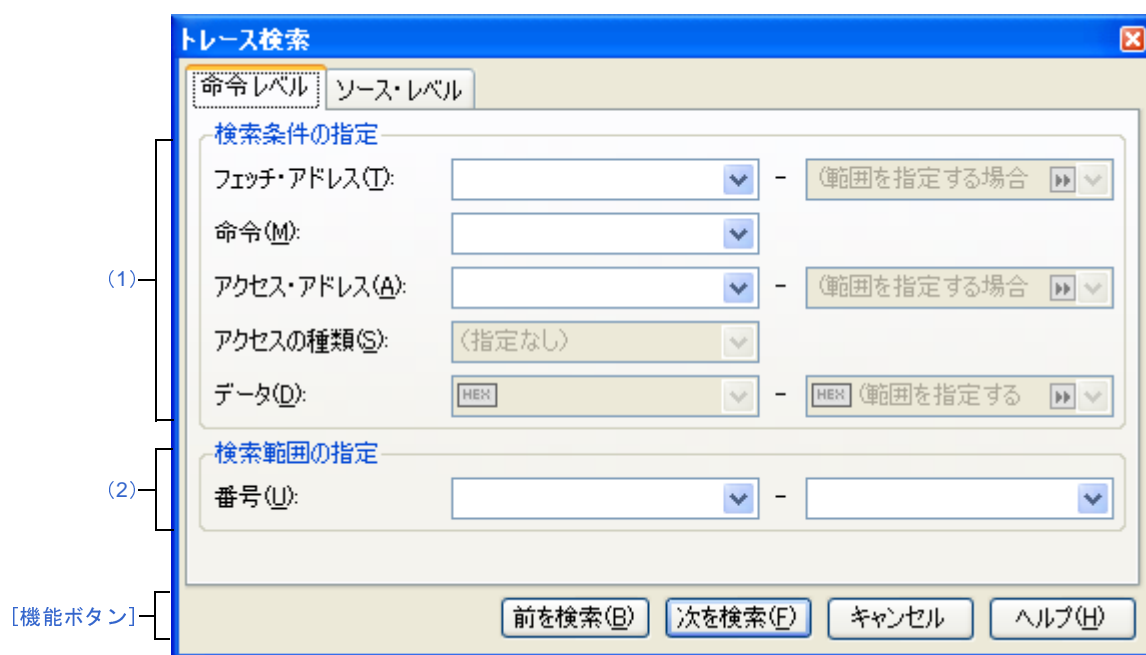 トレース検索
命令レベル ソース・レベル
検索条件の指定
フェッチ・アドレス(T): - (範囲を指定する場合
命令(M):
(1)
アクセス・アドレス(A): - (範囲を指定する場合
アクセスの種類(S): (指定なし)
データ(D): HEX - HEX (範囲を指定する
検索範囲の指定
(2)
番号(U): -
[機能ボタン]
前を検索(B) 次を検索(F) キャンセル ヘルプ(H)